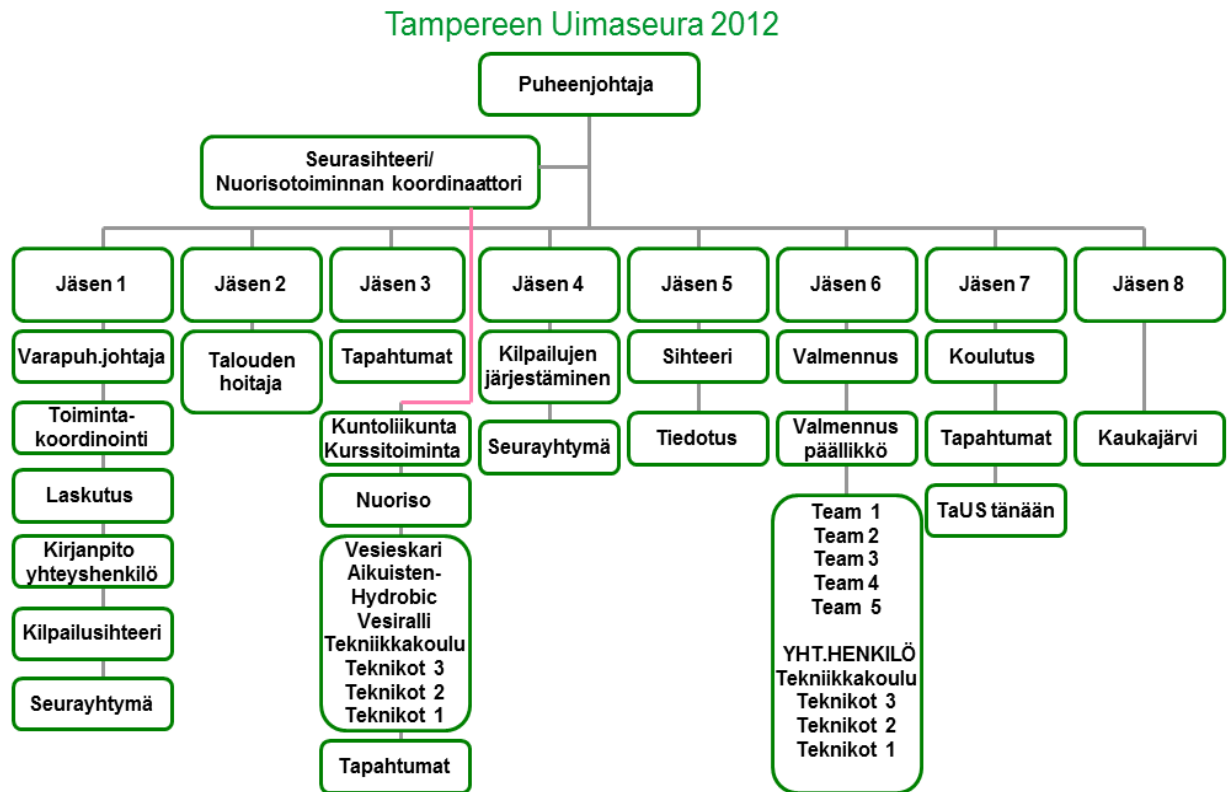 Tampereen Uimaseura 2012
Puheenjohtaja
Seurasihteeri/
Nuorisotoiminnan koordinaattori
Jäsen 1
Jäsen 2
Jäsen 3
Jäsen 4
Jäsen 5
Jäsen 6
Jäsen 7
Jäsen 8
Varapuh.johtaja
Toiminta-
koordinointi
Laskutus
Kirjanpito
yhteyshenkilö
Kilpailusihteeri
Seurayhtymä
Talouden
hoitaja
Tapahtumat
Kuntoliikunta
Kurssitoiminta
Nuoriso
Vesieskari
Aikuisten-
Hydrobic
Vesiralli
Tekniikkakoulu
Teknikot 3
Teknikot 2
Teknikot 1
Tapahtumat
Kilpailujen
järjestäminen
Seurayhtymä
Sihteeri
Tiedotus
Valmennus
Valmennus
päällikkö
Team 1
Team 2
Team 3
Team 4
Team 5
YHT.HENKILÖ
Tekniikkakoulu
Teknikot 3
Teknikot 2
Teknikot 1
Koulutus
Tapahtumat
TaUS tänään
Kaukajärvi